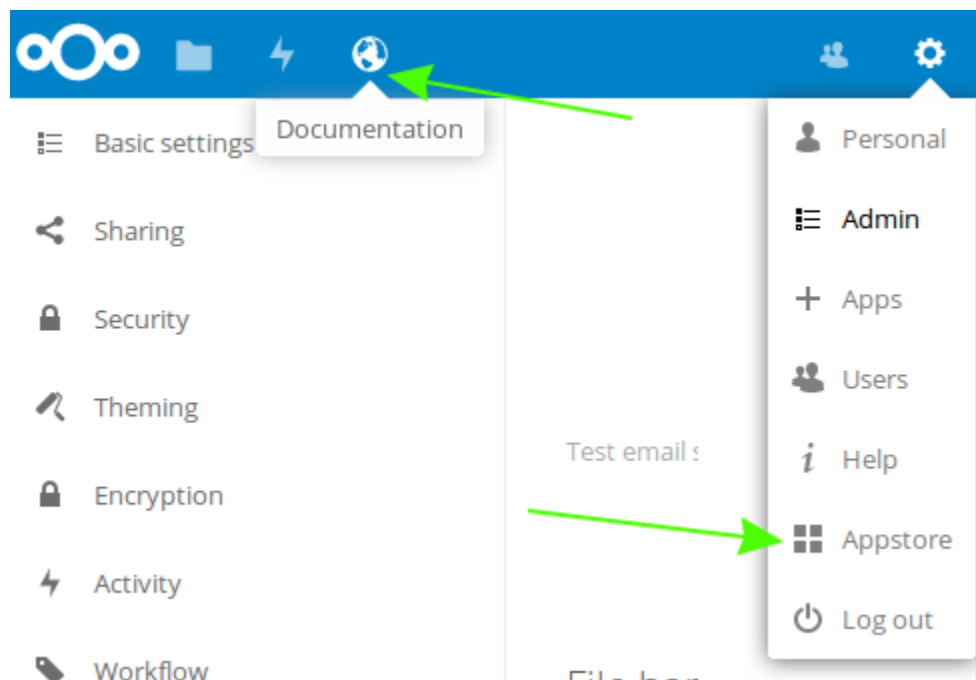 Documentation
Basic settings
Sharing
Security
Theming
Encryption
Activity
Workflow
Test email
Personal
Admin
Apps
Users
Help
Appstore
Log out